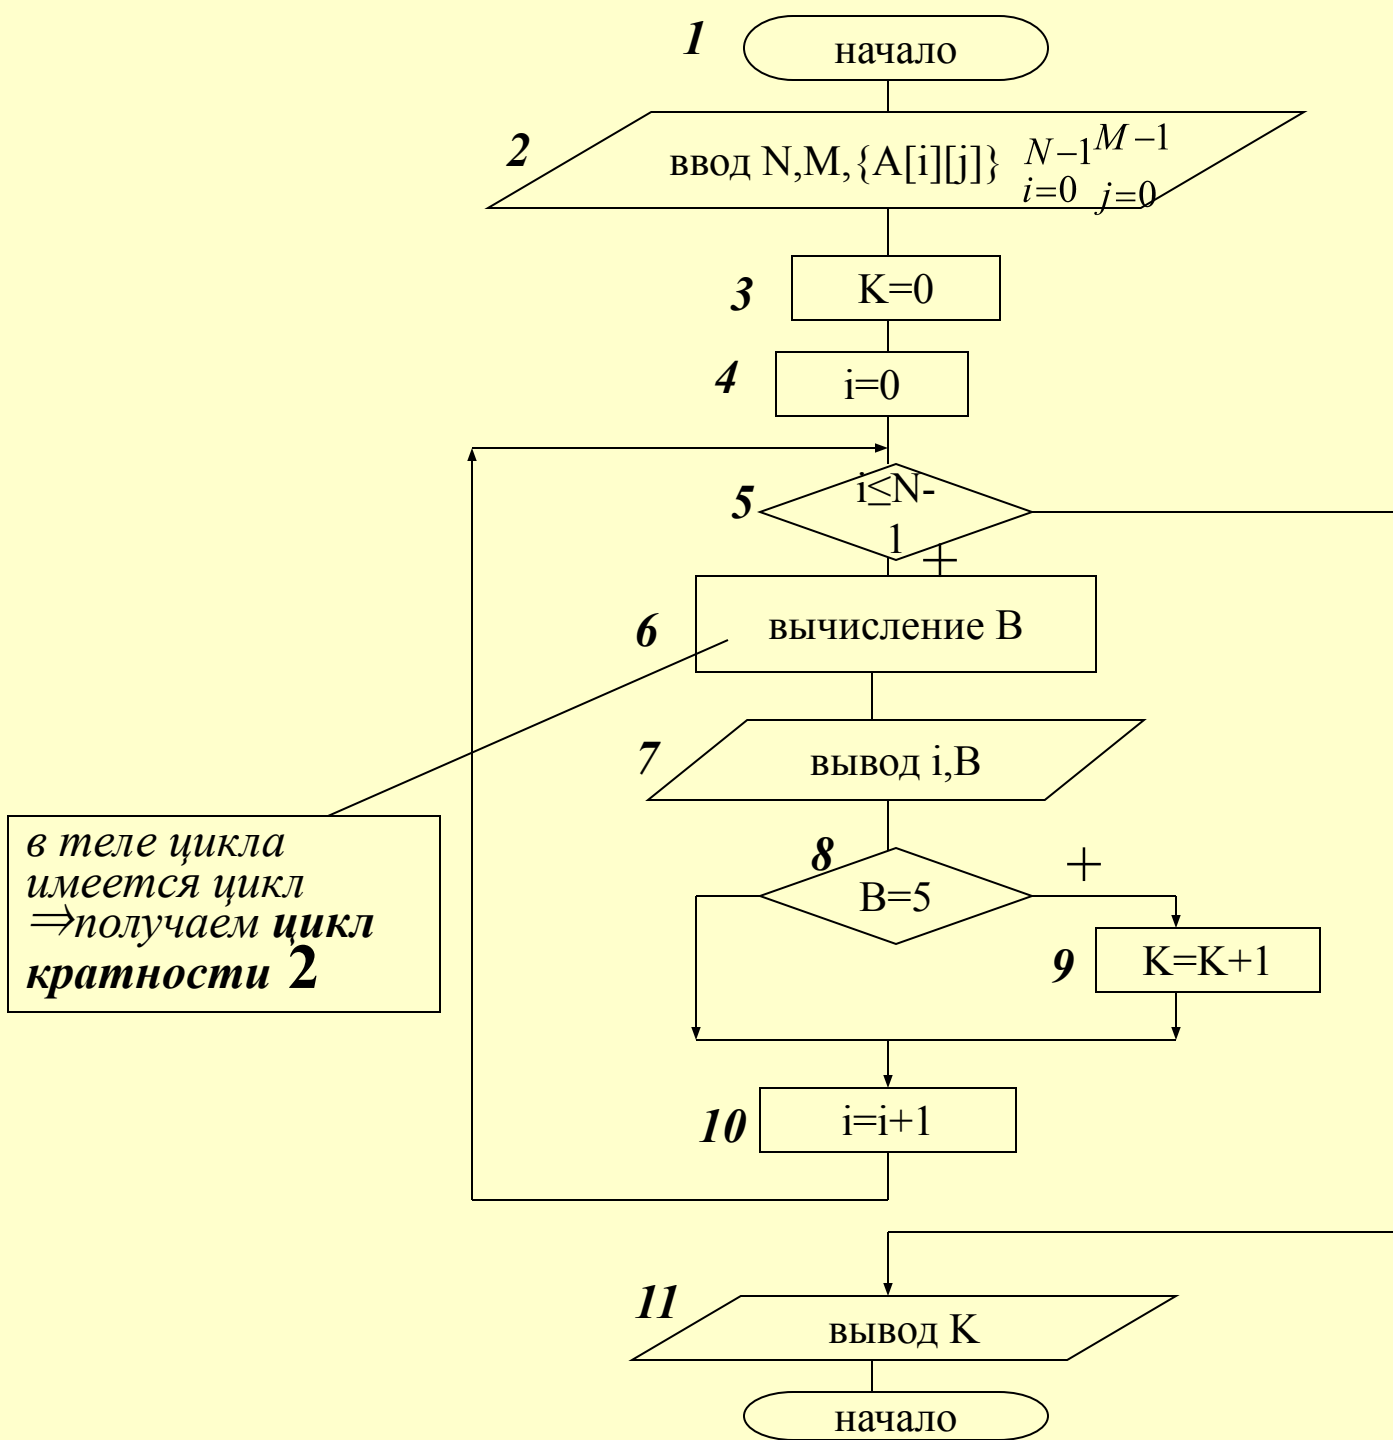 1
начало
2
ввод N,M,{A[i][j]} N−1 M−1
i=0 j=0
3
K=0
4
i=0
5
i≤N-
1
+
6
вычисление B
7
вывод i,B
в теле цикла
имеется цикл
⇒получаем цикл
кратности 2
8
B=5
+
9
K=K+1
10
i=i+1
11
вывод K
начало